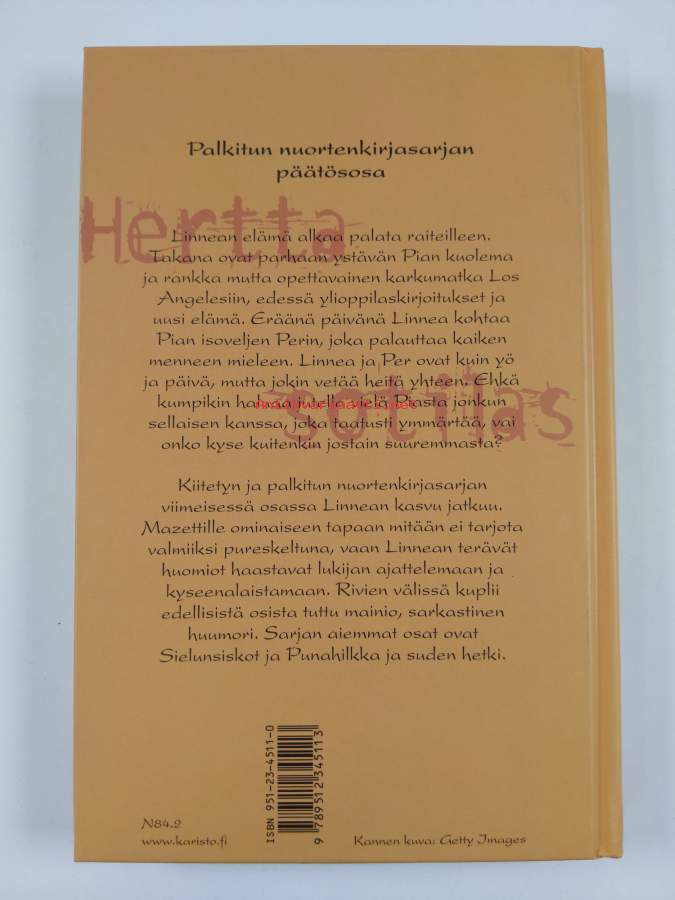 Palkitun nuortenkirjasarjan
päätösosa
Hertta
Linnean elämä alkaa palata raiteilleen.
Takana ovat parhaan ystävän Pian kuolema
ja rankka mutta opettavainen karkumatka Los
Angelesiin, edessä ylioppilaskirjoitukset ja
uusi elämä. Eräänä päivänä Linnea kohtaa
Pian isoveljen Perin, joka palauttaa kaiken
menneen mieleen. Linnea ja Per ovat kuin yö
ja päivä, mutta jokin vetää heitä yhteen. Ehkä
kumpikin haluaa puhella vielä Piasta jonkun
sotilas
sellaisen kanssa, joka taatusti ymmärtää, vai
onko kyse kuitenkin jostain suuremmasta?
Kiitetyn ja palkitun nuortenkirjasarjan
viimeisessä osassa Linnean kasvu jatkuu.
Mazettille ominaiseen tapaan mitään ei tarjota
valmiiksi pureskeltuna, vaan Linnean terävät
huomiot haastavat lukijan ajattelemaan ja
kyseenalaistamaan. Rivien välissä kuplii
edellisistä osista tuttu mainio, sarkastinen
huumori. Sarjan aiemmat osat ovat
Sielunsiskot ja Punahilkka ja suden hetki.
ISBN 951-23-4511-0
9 789512 345113
N84.2
www.karisto.fi
Kannen kuva: Getty Images